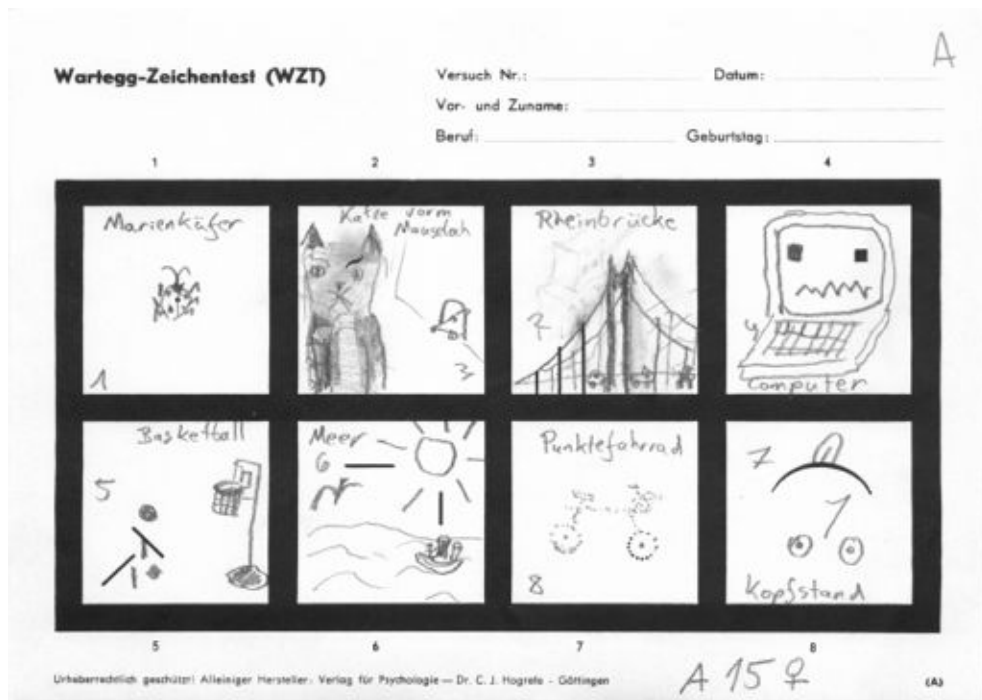 A
Wartegg-Zeichentest (WZT)
Versuch Nr.: Datum:
Vor- und Zuname:
Beruf: Geburtstag:
1 2 3 4
Marienkäfer
1
Katze vorm
Mauseloch
3
Rheinbrücke
2
4
Computer
Basketball
5
Meer
6
Punktefahrrad
8
7
Kopfstand
5 6 7 8
Urheberrechtlich geschützt! Alleiniger Hersteller: Verlag für Psychologie — Dr. C. J. Hogrefe - Göttingen
A 15 ♀
(A)